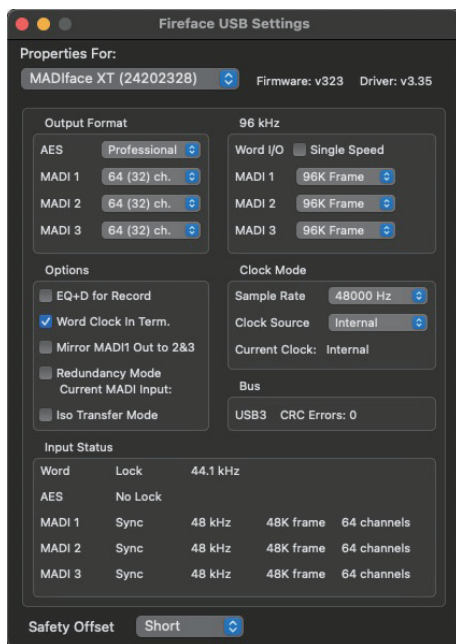 Fireface USB Settings
Properties For:
MADIface XT (24202328) Firmware: v323 Driver: v3.35
Output Format
AES Professional
MADI 1 64 (32) ch.
MADI 2 64 (32) ch.
MADI 3 64 (32) ch.
96 kHz
Word I/O Single Speed
MADI 1 96K Frame
MADI 2 96K Frame
MADI 3 96K Frame
Options
EQ+D for Record
Word Clock In Term.
Mirror MADI1 Out to 2&3
Redundancy Mode
Current MADI Input:
Iso Transfer Mode
Clock Mode
Sample Rate 48000 Hz
Clock Source Internal
Current Clock: Internal
Bus
USB3 CRC Errors: 0
Input Status
Word Lock 44.1 kHz
AES No Lock
MADI 1 Sync 48 kHz 48K frame 64 channels
MADI 2 Sync 48 kHz 48K frame 64 channels
MADI 3 Sync 48 kHz 48K frame 64 channels
Safety Offset Short